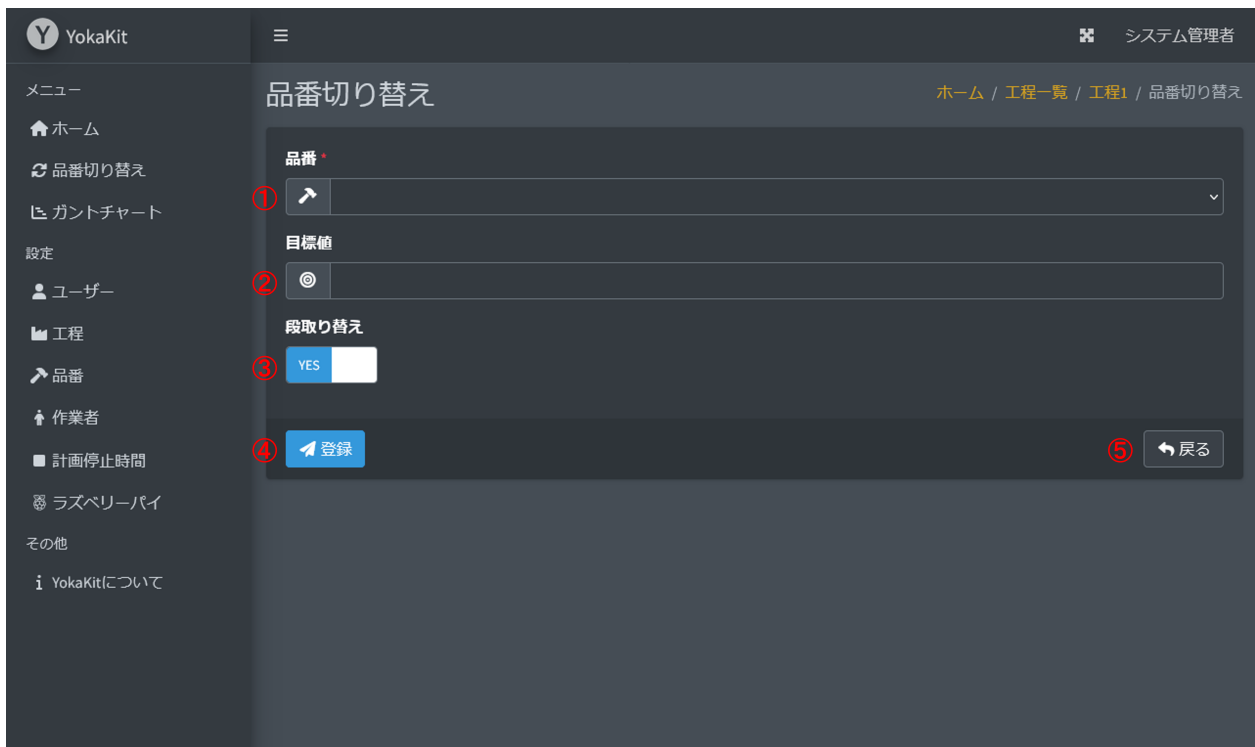 Y YokaKit
システム管理者
メニュー
ホーム
品番切り替え
ガントチャート
設定
ユーザー
工程
品番
作業者
計画停止時間
ラズベリーパイ
その他
YokaKitについて
品番切り替え
ホーム / 工程一覧 / 工程1 / 品番切り替え
品番 *
①
目標値
②
段取り替え
③ YES
④ 登録
⑤ 戻る